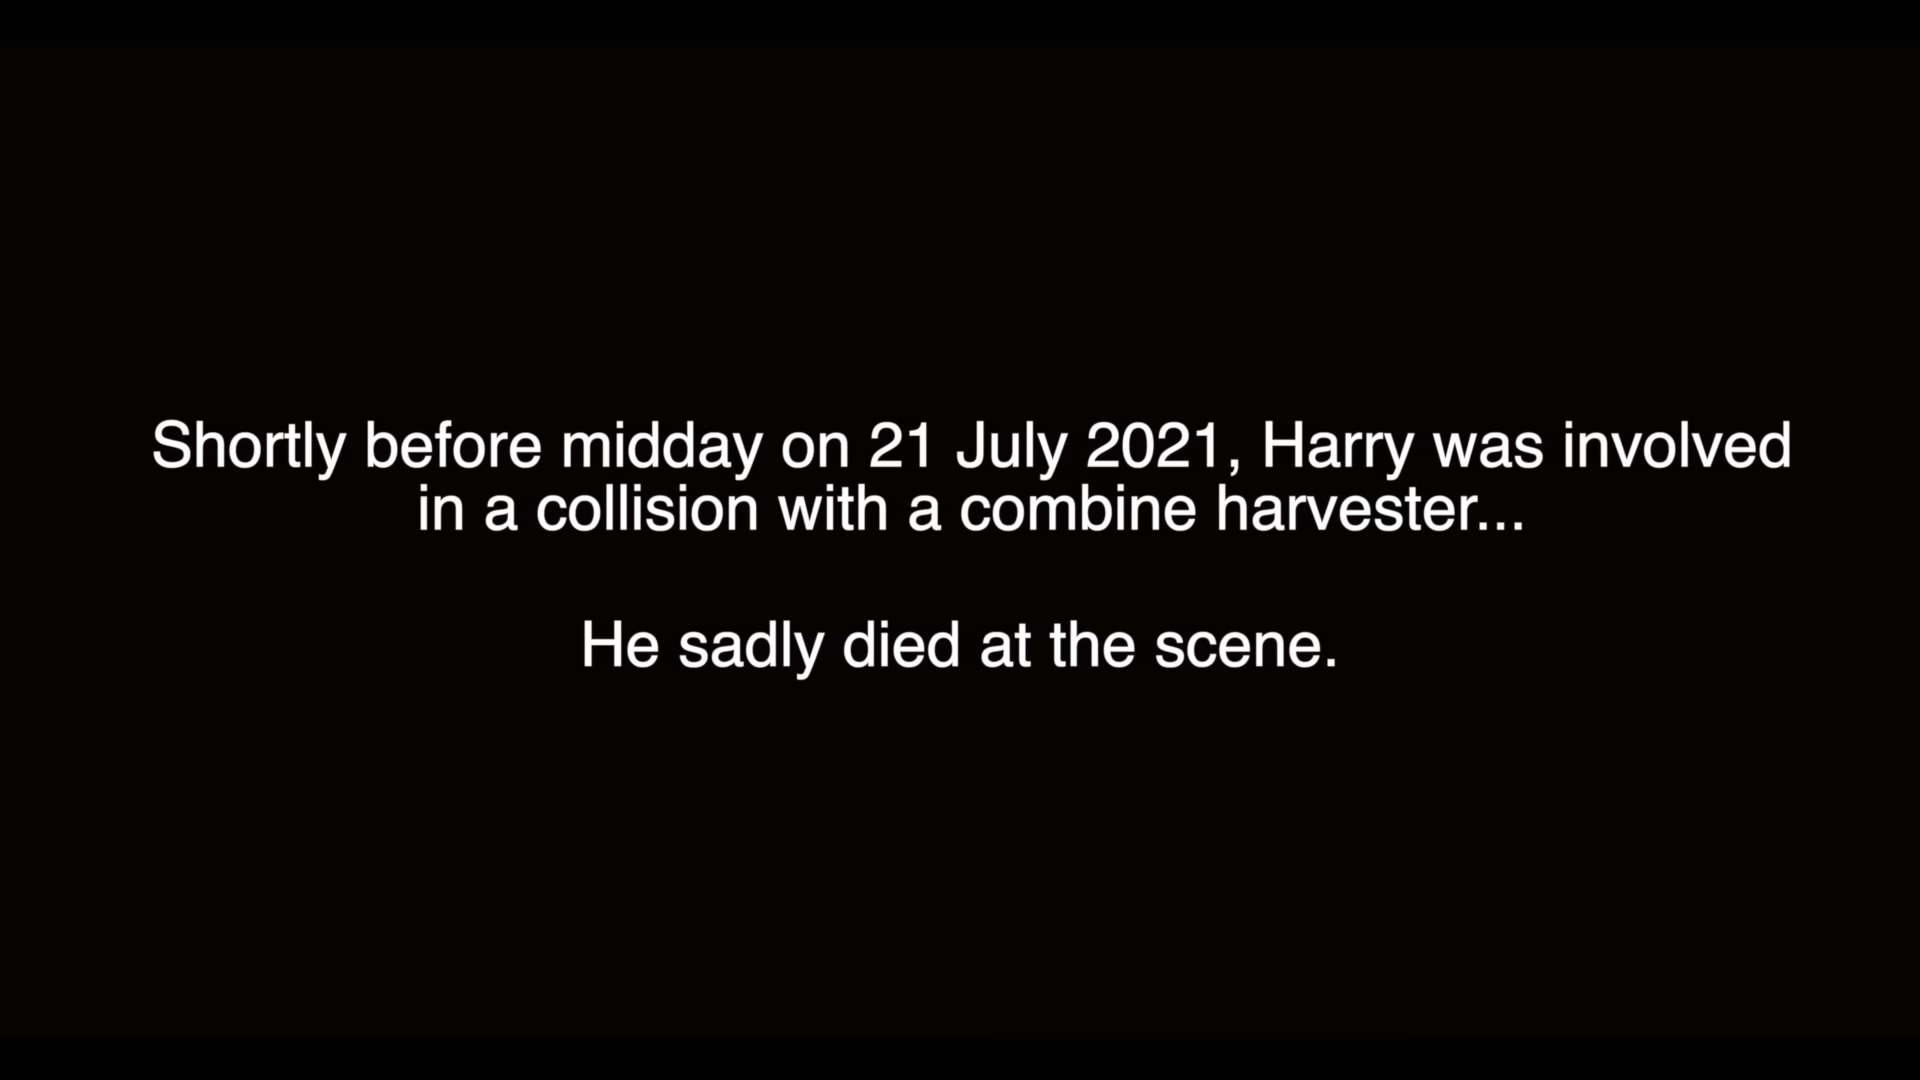 Shortly before midday on 21 July 2021, Harry was involved
in a collision with a combine harvester...
He sadly died at the scene.